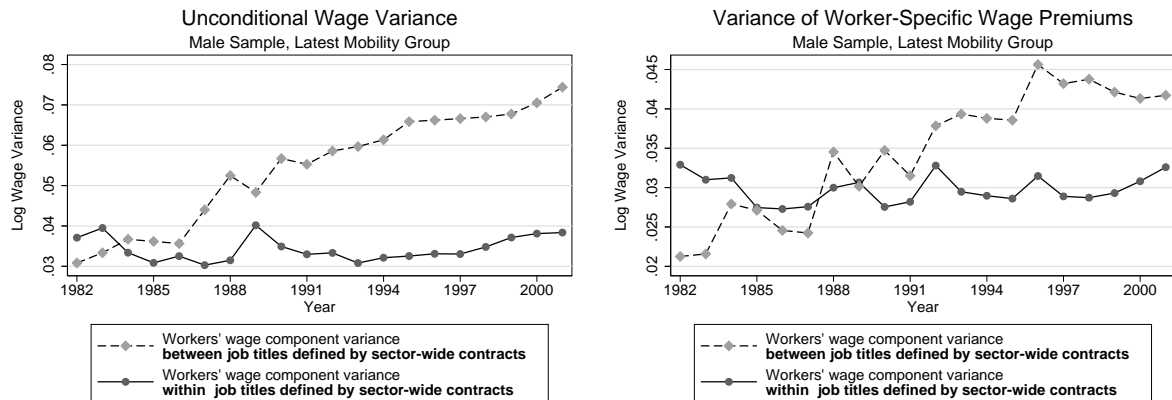 Unconditional Wage Variance
Male Sample, Latest Mobility Group
Log Wage Variance
.08
.07
.06
.05
.04
.03
1982
1985
1988
1991
1994
1997
2000
Year
Workers' wage component variance
between job titles defined by sector-wide contracts
Workers' wage component variance
within job titles defined by sector-wide contracts
Variance of Worker-Specific Wage Premiums
Male Sample, Latest Mobility Group
Log Wage Variance
.045
.04
.035
.03
.025
.02
1982
1985
1988
1991
1994
1997
2000
Year
Workers' wage component variance
between job titles defined by sector-wide contracts
Workers' wage component variance
within job titles defined by sector-wide contracts